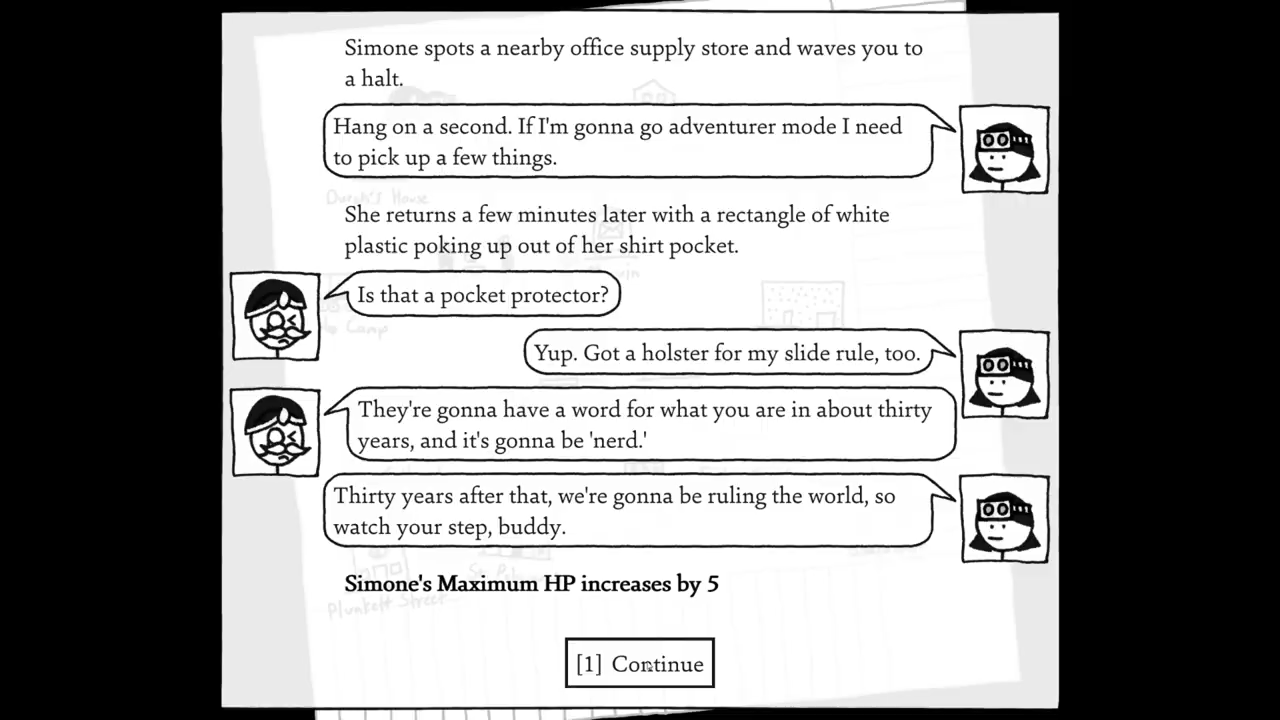 Simone spots a nearby office supply store and waves you to
a halt.
Hang on a second. If I'm gonna go adventurer mode I need
to pick up a few things.
She returns a few minutes later with a rectangle of white
plastic poking up out of her shirt pocket.
Is that a pocket protector?
Yup. Got a holster for my slide rule, too.
They're gonna have a word for what you are in about thirty
years, and it's gonna be 'nerd.'
Thirty years after that, we're gonna be ruling the world, so
watch your step, buddy.
Simone's Maximum HP increases by 5
Plunkett Street
[1] Continue